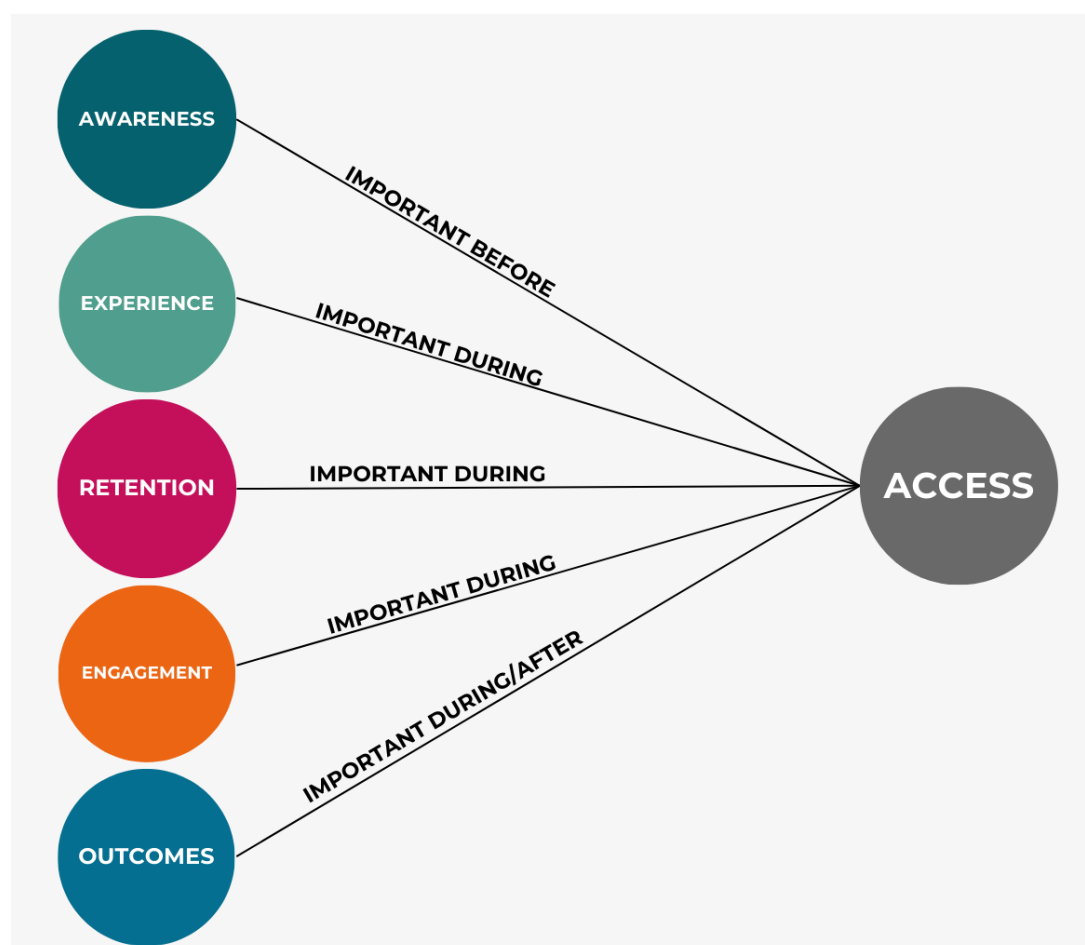 AWARENESS
IMPORTANT BEFORE
EXPERIENCE
IMPORTANT DURING
RETENTION
IMPORTANT DURING
ACCESS
ENGAGEMENT
IMPORTANT DURING
OUTCOMES
IMPORTANT DURING/AFTER